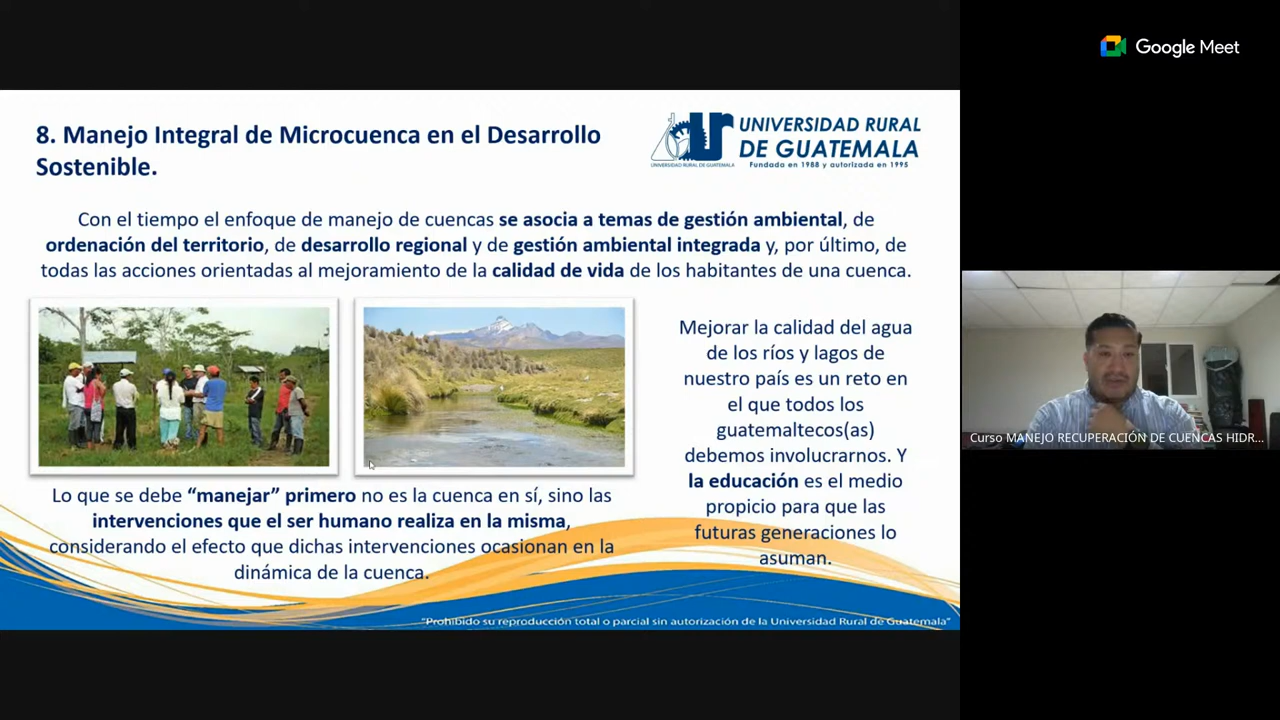 Google Meet
8. Manejo Integral de Microcuenca en el Desarrollo
Sostenible.
UNIVERSIDAD RURAL
DE GUATEMALA
Fundada en 1988 y autorizada en 1995
UNIVERSIDAD RURAL DE GUATEMALA
Con el tiempo el enfoque de manejo de cuencas se asocia a temas de gestión ambiental, de
ordenación del territorio, de desarrollo regional y de gestión ambiental integrada y, por último, de
todas las acciones orientadas al mejoramiento de la calidad de vida de los habitantes de una cuenca.
Lo que se debe “manejar” primero no es la cuenca en sí, sino las
intervenciones que el ser humano realiza en la misma,
considerando el efecto que dichas intervenciones ocasionan en la
dinámica de la cuenca.
Mejorar la calidad del agua
de los ríos y lagos de
nuestro país es un reto en
el que todos los
guatemaltecos(as)
debemos involucrarnos. Y
la educación es el medio
propicio para que las
futuras generaciones lo
asuman.
"Prohibido su reproducción total o parcial sin autorización de la Universidad Rural de Guatemala"
Curso MANEJO RECUPERACIÓN DE CUENCAS HIDR...